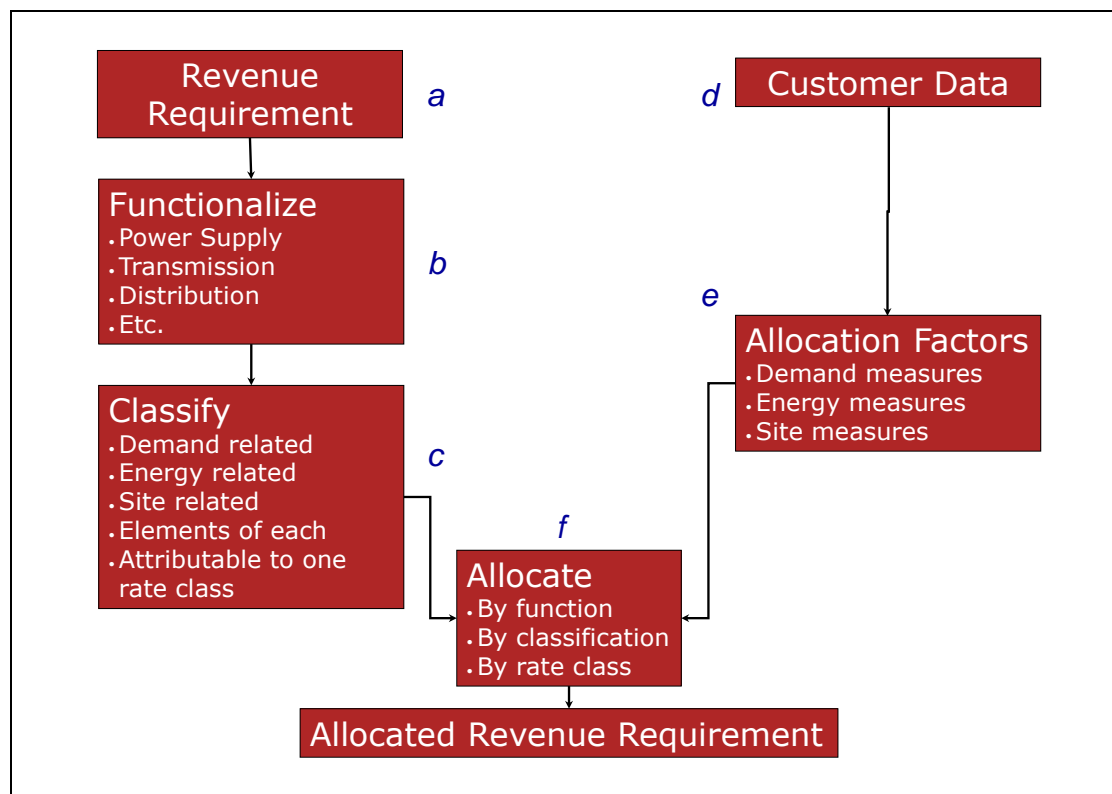 Revenue
Requirement
a
Functionalize
• Power Supply
• Transmission
• Distribution
• Etc.
b
Classify
• Demand related
• Energy related
• Site related
• Elements of each
• Attributable to one
rate class
c
d
Customer Data
e
Allocation Factors
• Demand measures
• Energy measures
• Site measures
f
Allocate
• By function
• By classification
• By rate class
Allocated Revenue Requirement